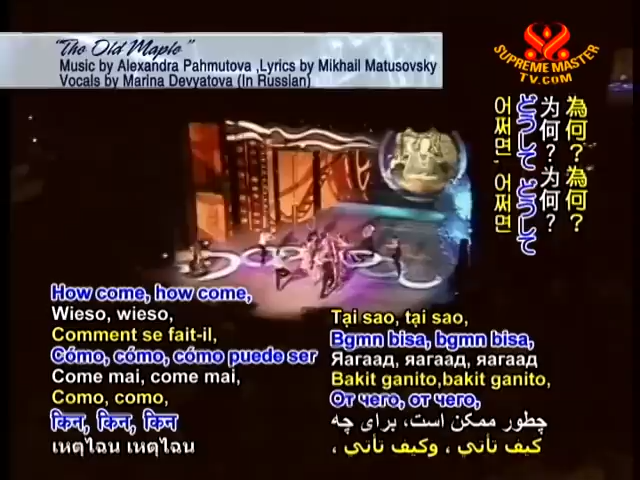 "The Old Maple"
Music by Alexandra Pahmutova ,Lyrics by Mikhail Matusovsky
Vocals by Marina Devyatova (In Russian)
SUPREME MASTER
TV.COM
為何？為何？
为何？为何？
どうして どうして
어쩌면, 어쩌면
How come, how come,
Wieso, wieso,
Comment se fait-il,
Cómo, cómo, cómo puede ser
Come mai, come mai,
Como, como,
किन, किन, किन
เหตุไฉน เหตุไฉน
Tại sao, tại sao,
Bgmn bisa, bgmn bisa,
Яагаад, яагаад, яагаад
Bakit ganito,bakit ganito,
От чего, от чего,
چطور ممکن است، برای چه
كيف تأتي ، وكيف تأتي ،